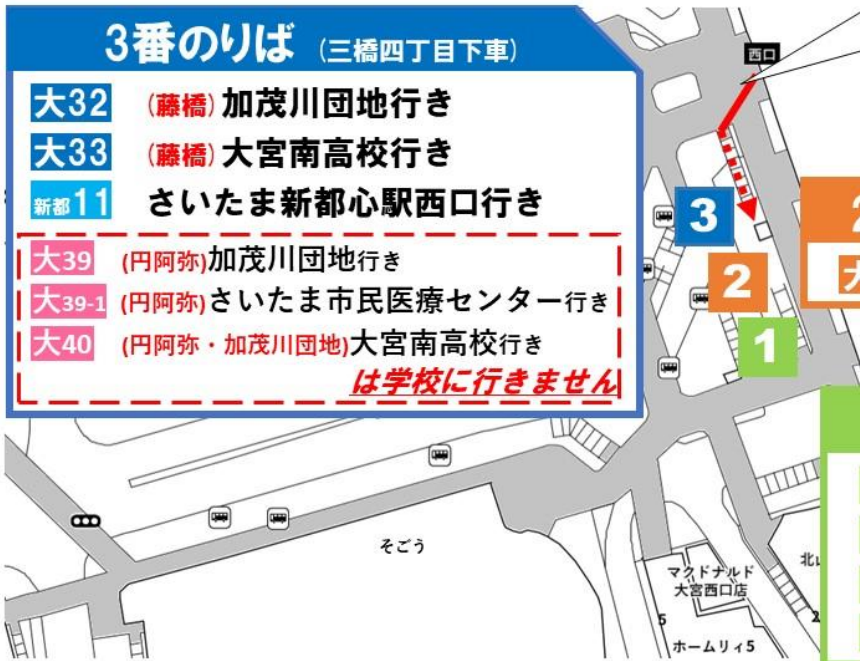 3番のりば (三橋四丁目下車)
大32 (藤橋) 加茂川団地行き
大33 (藤橋) 大宮南高校行き
新都11 さいたま新都心駅西口行き
大39 (円阿弥)加茂川団地行き
大39-1 (円阿弥)さいたま市民医療センター行き
大40 (円阿弥・加茂川団地)大宮南高校行き
は学校に行きません
西口
3
2
1
そごう
マクドナルド
大宮西口店
5
ホームリィ5